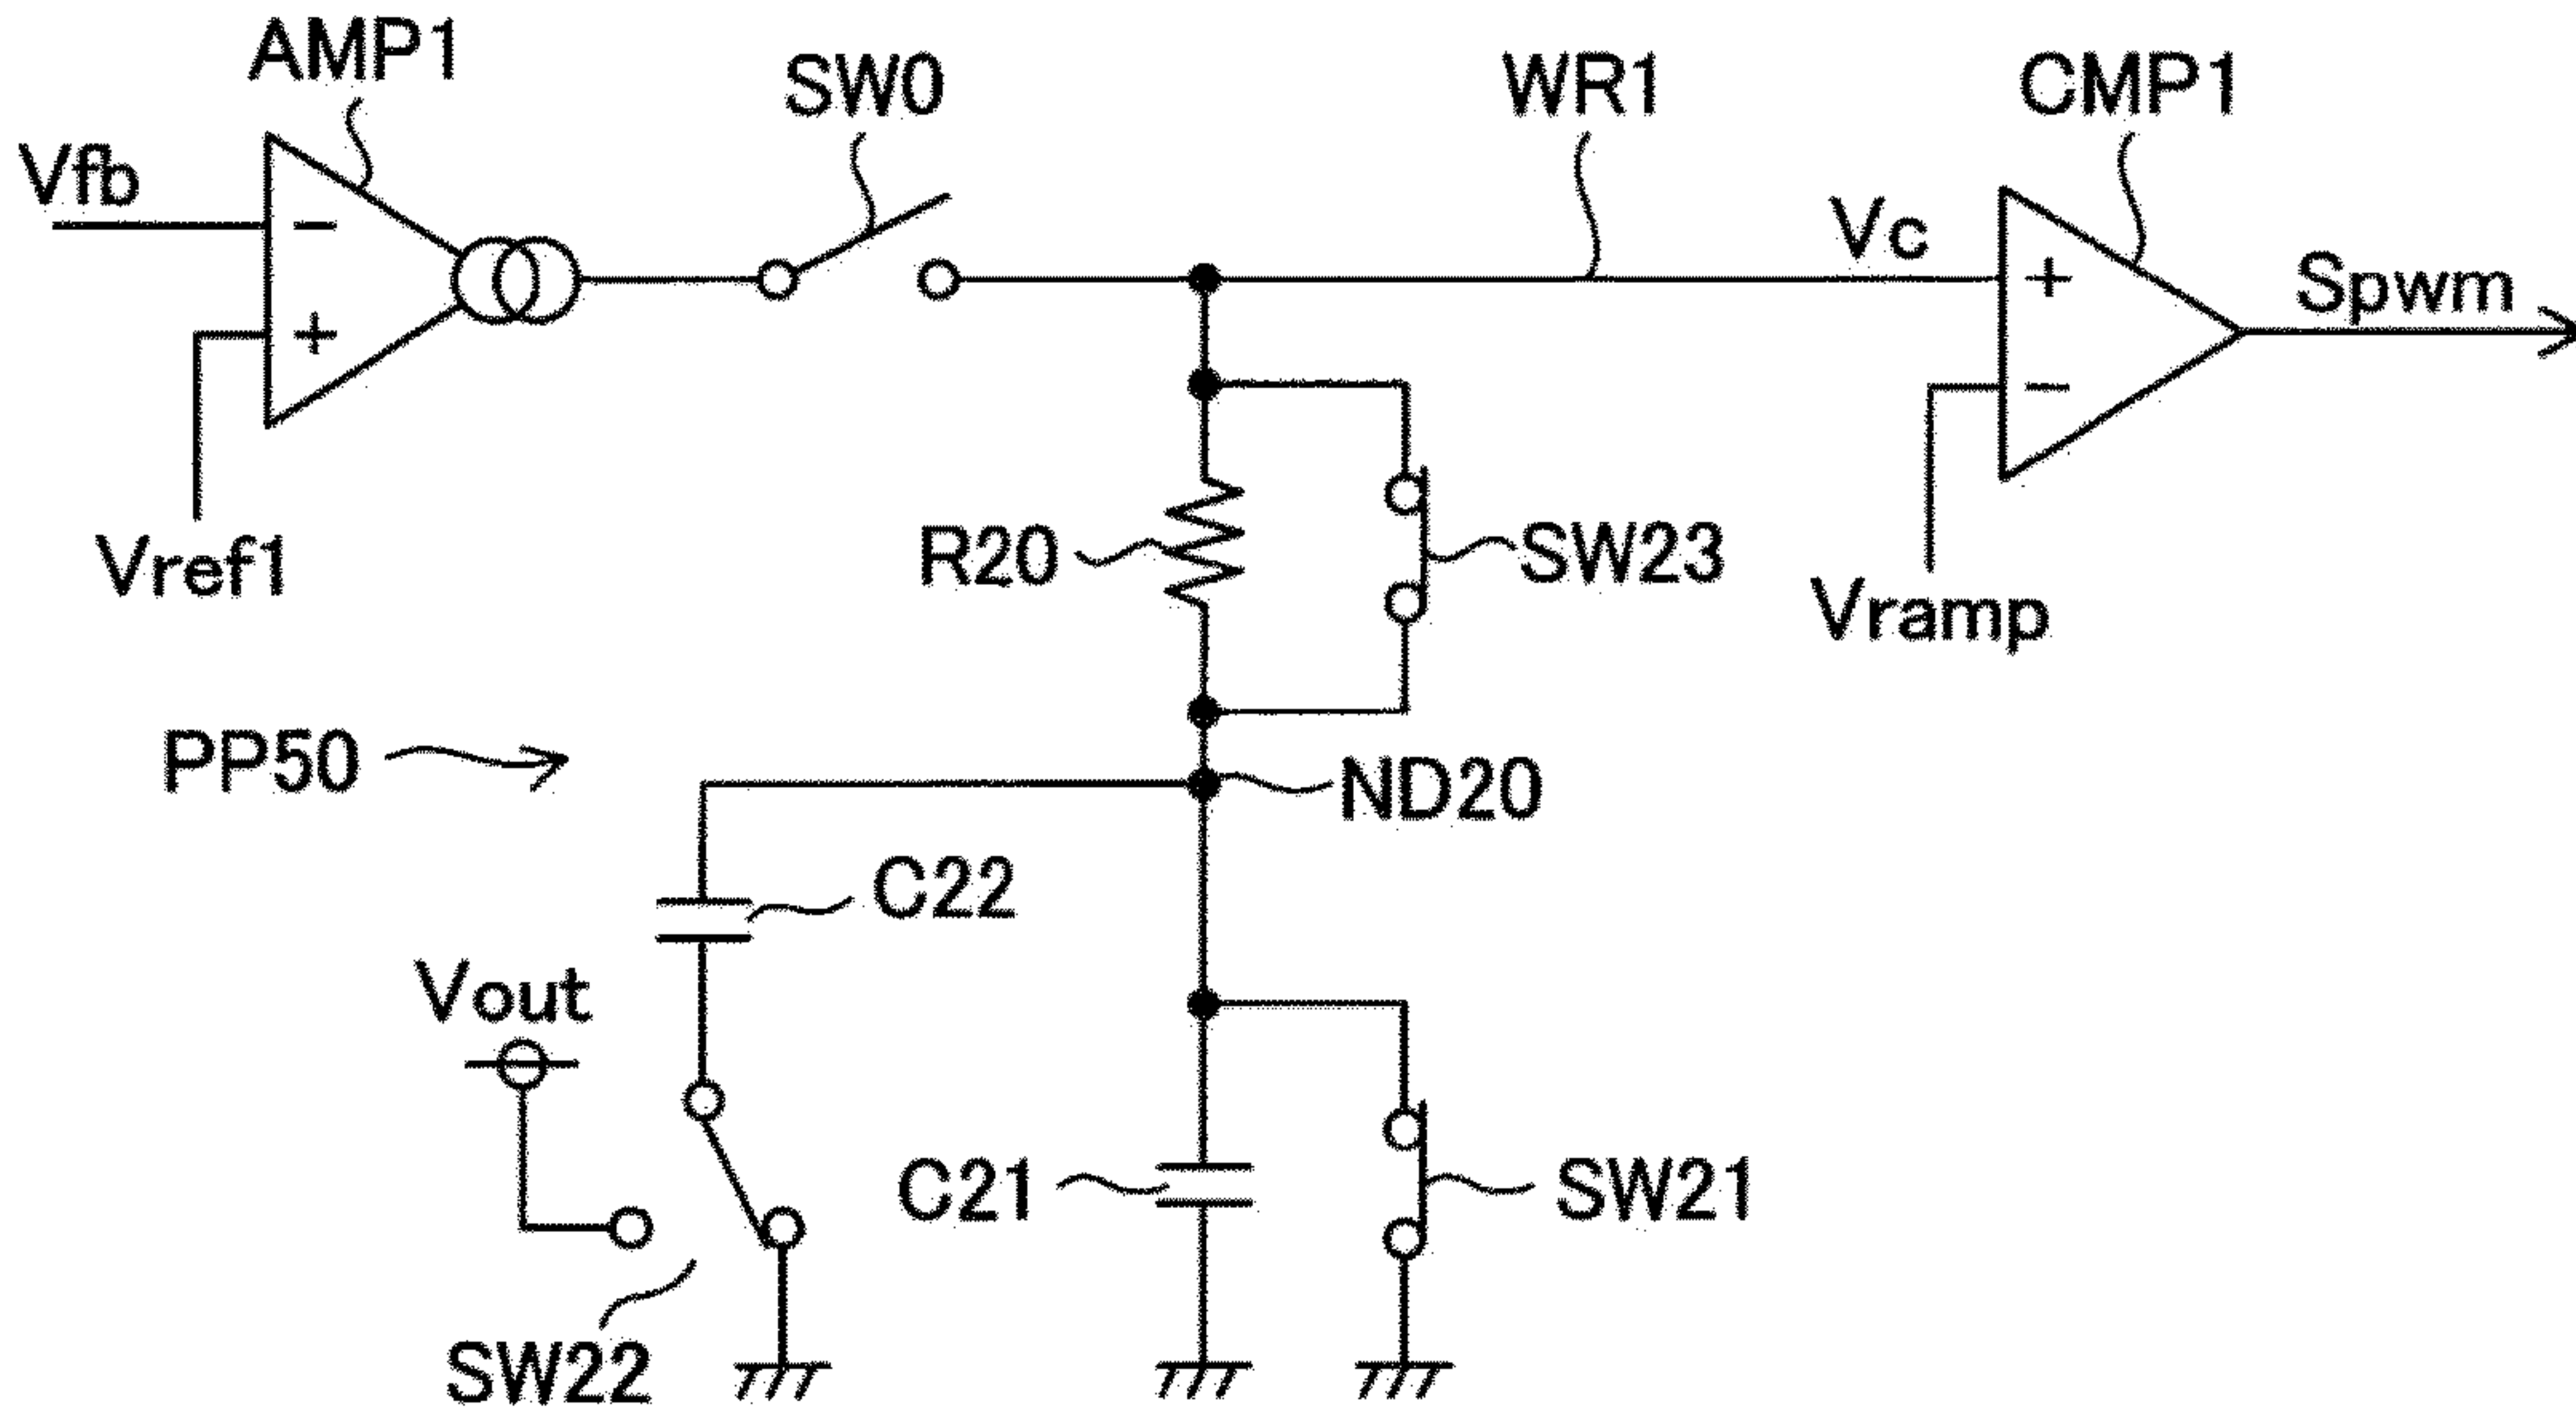 AMP1
SW0
WR1
CMP1
Vfb
−
+
Vc
+
−
Spwm
Vref1
R20
SW23
Vramp
PP50
ND20
C22
Vout
C21
SW21
SW22